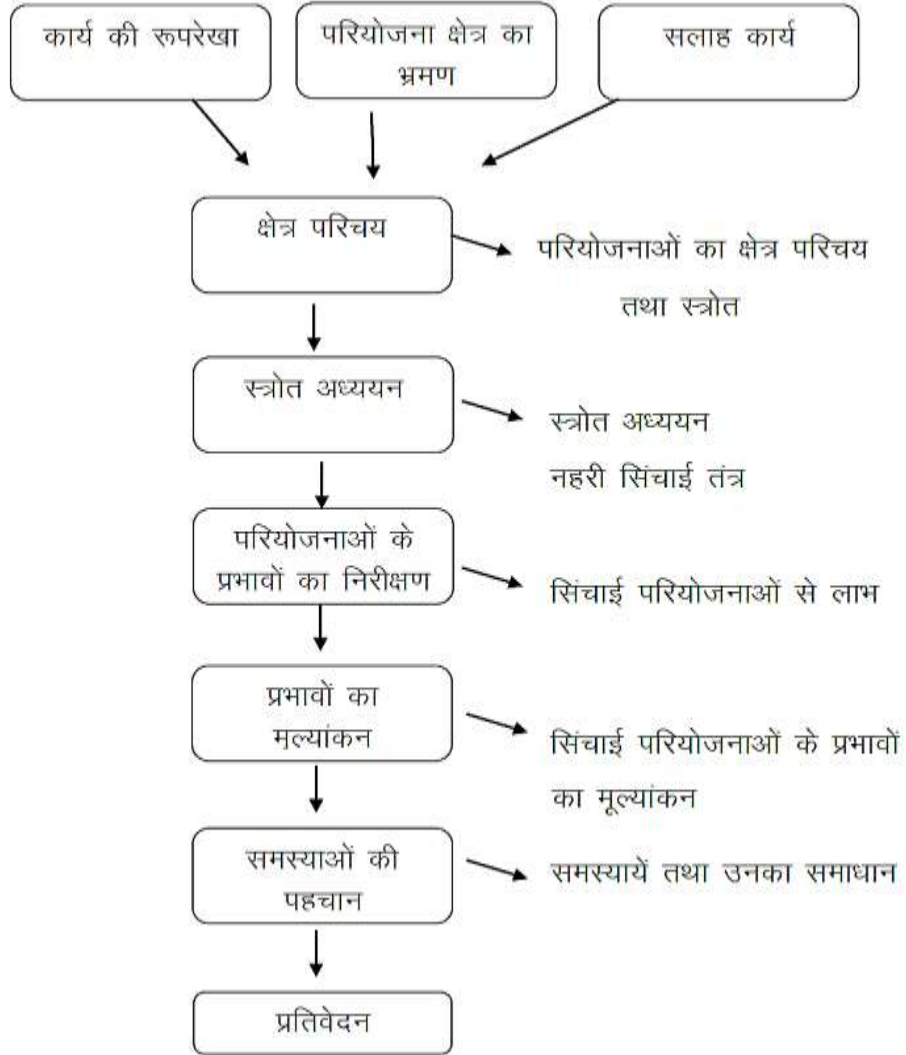 कार्य की रूपरेखा
परियोजना क्षेत्र का
भ्रमण
सलाह कार्य
क्षेत्र परिचय
परियोजनाओं का क्षेत्र परिचय
तथा स्त्रोत
स्त्रोत अध्ययन
स्त्रोत अध्ययन
नहरी सिंचाई तंत्र
परियोजनाओं के
प्रभावों का निरीक्षण
सिंचाई परियोजनाओं से लाभ
प्रभावों का
मूल्यांकन
सिंचाई परियोजनाओं के प्रभावों
का मूल्यांकन
समस्याओं की
पहचान
समस्यायें तथा उनका समाधान
प्रतिवेदन